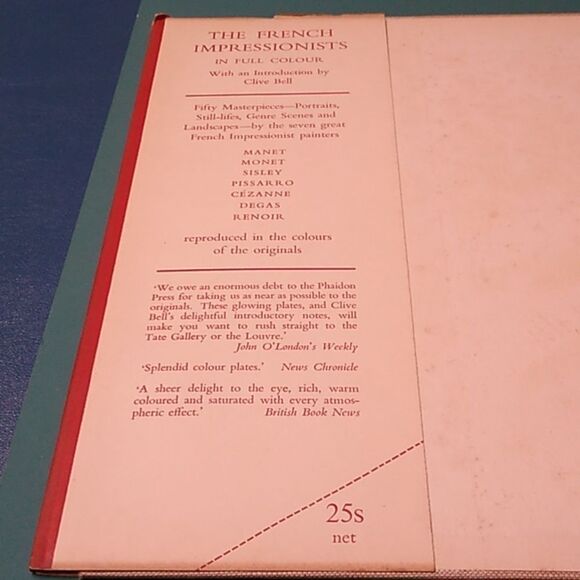 THE FRENCH
IMPRESSIONISTS
IN FULL COLOUR
With an Introduction by
Clive Bell
Fifty Masterpieces—Portraits,
Still-lifes, Genre Scenes and
Landscapes—by the seven great
French Impressionist painters
MANET
MONET
SISLEY
PISSARRO
CÉZANNE
DEGAS
RENOIR
reproduced in the colours
of the originals
'We owe an enormous debt to the Phaidon
Press for taking us as near as possible to the
originals. These glowing plates, and Clive
Bell's delightful introductory notes, will
make you want to rush straight to the
Tate Gallery or the Louvre.'
John O'London's Weekly
'Splendid colour plates.' News Chronicle
'A sheer delight to the eye, rich, warm
coloured and saturated with every atmos-
pheric effect.' British Book News
25s
net